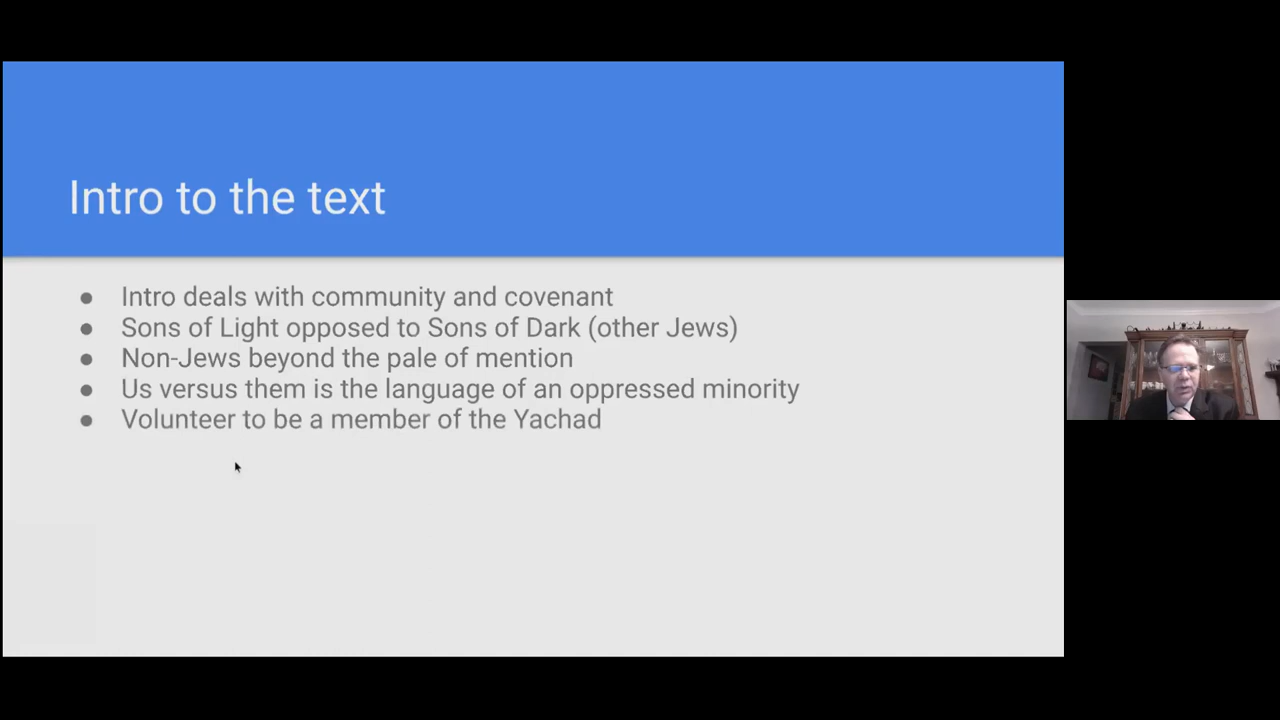 Intro to the text
● Intro deals with community and covenant
● Sons of Light opposed to Sons of Dark (other Jews)
● Non-Jews beyond the pale of mention
● Us versus them is the language of an oppressed minority
● Volunteer to be a member of the Yachad